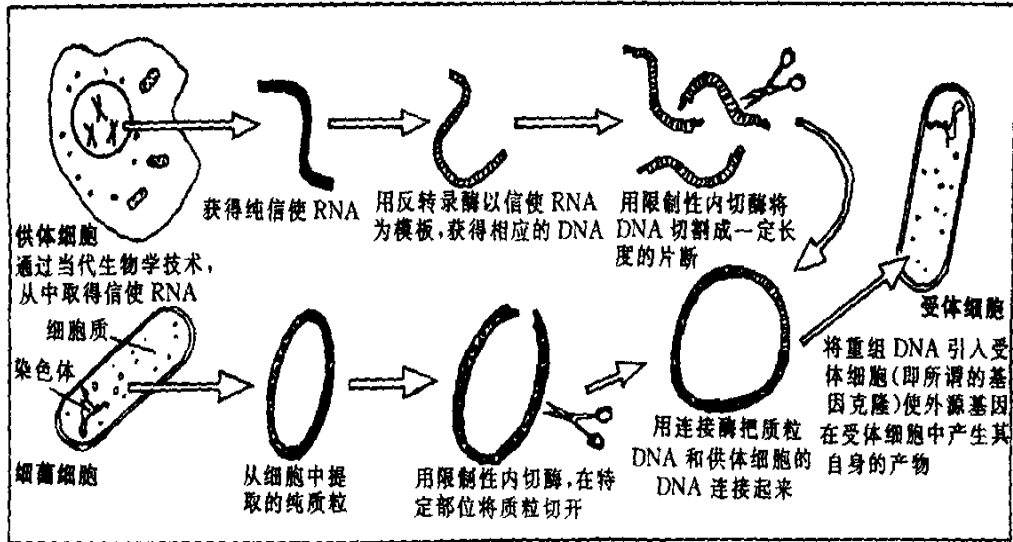 供体细胞
通过当代生物学技术，
从中取得信使 RNA
获得纯信使 RNA
用反转录酶以信使 RNA
为模板，获得相应的 DNA
用限制性内切酶将
DNA 切割成一定长
度的片断
细胞质
染色体
细菌细胞
从细胞中提
取的纯质粒
用限制性内切酶，在特
定部位将质粒切开
用连接酶把质粒
DNA 和供体细胞的
DNA 连接起来
受体细胞
将重组 DNA 引入受
体细胞(即所谓的基
因克隆)使外源基因
在受体细胞中产生其
自身的产物